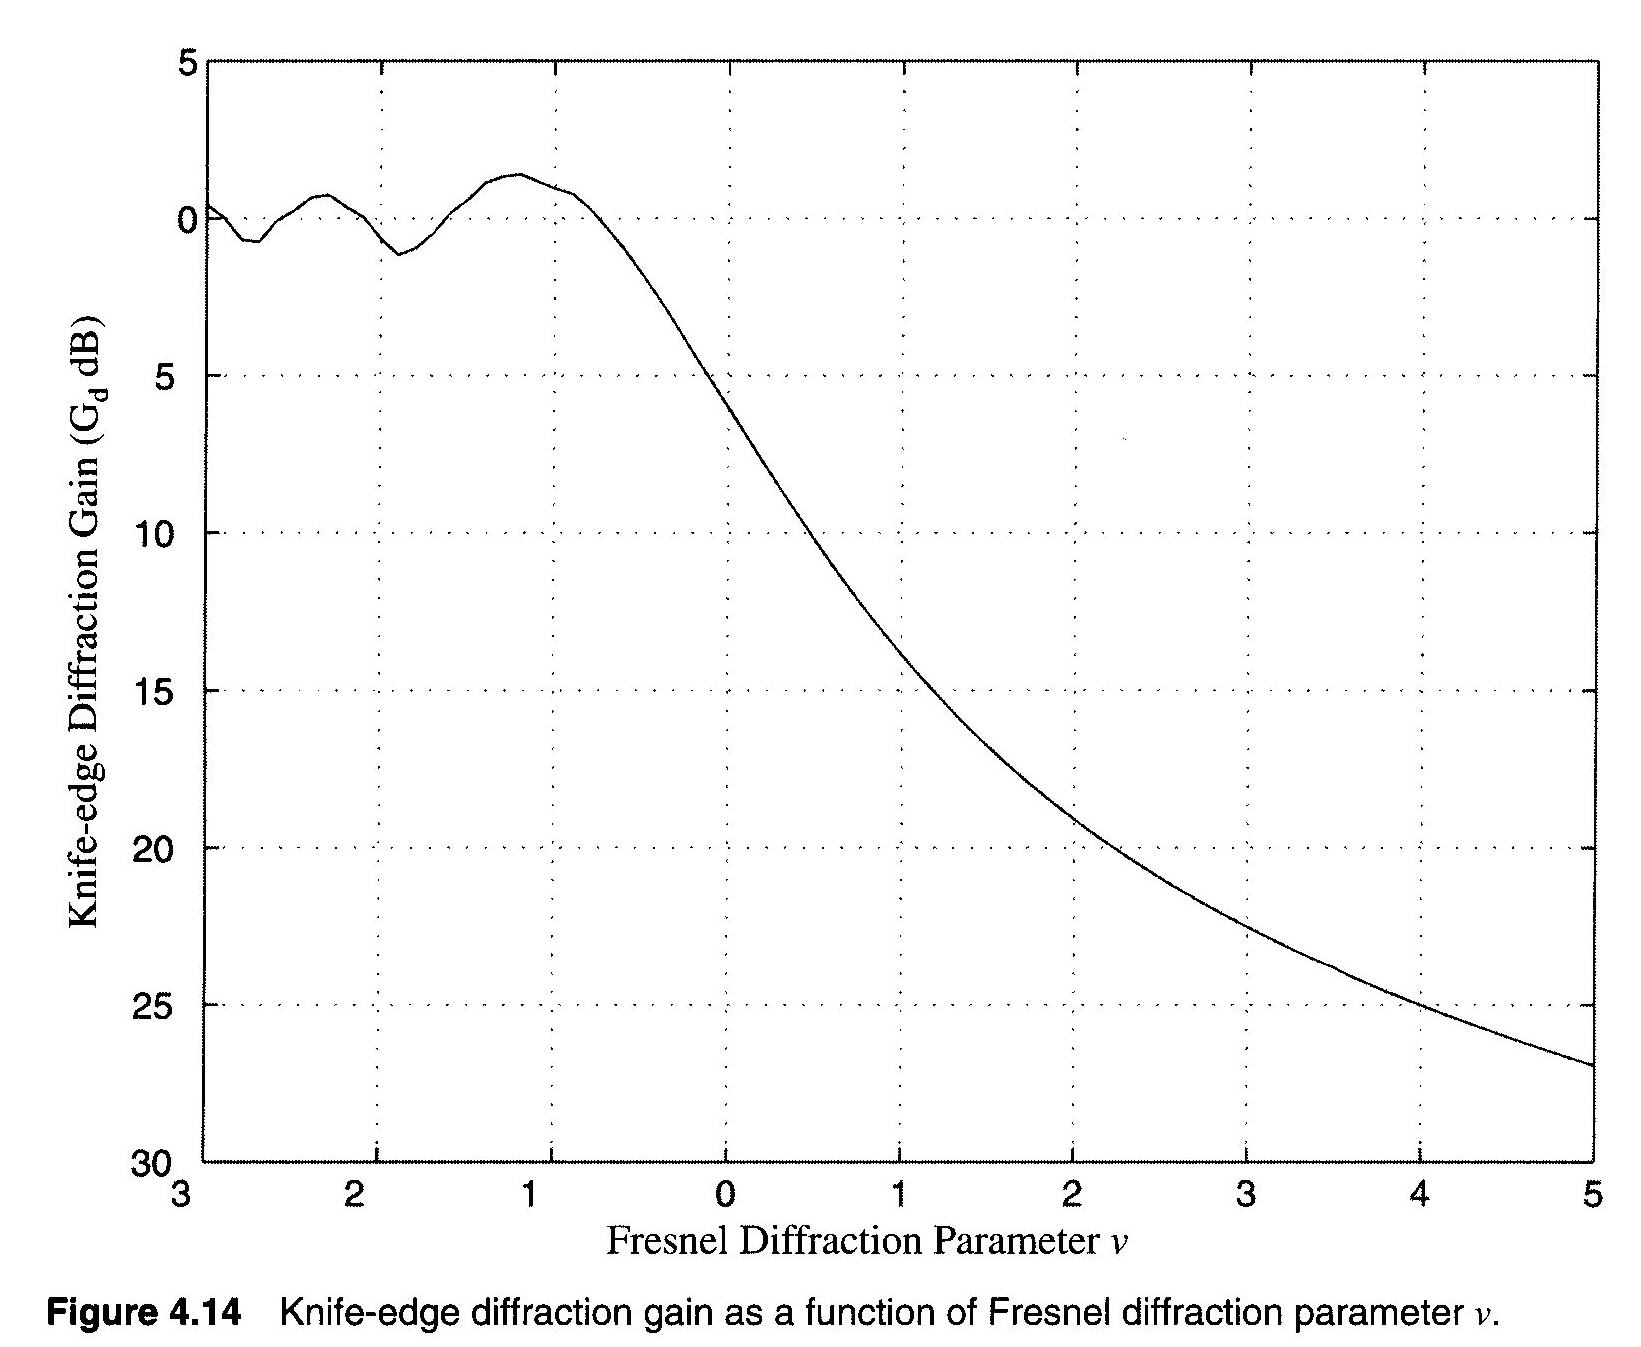 5
0
5
10
15
20
25
30
Knife-edge Diffraction Gain (Gd dB)
3 2 1 0 1 2 3 4 5
Fresnel Diffraction Parameter v
Figure 4.14 Knife-edge diffraction gain as a function of Fresnel diffraction parameter v.